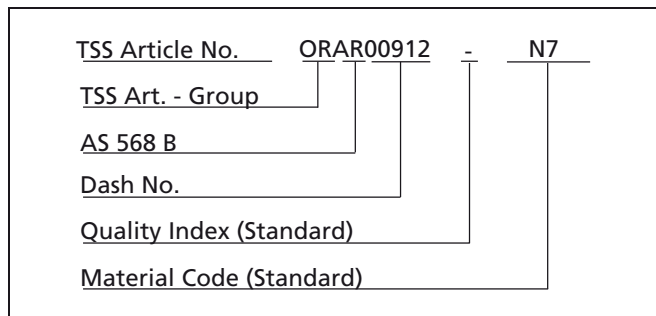 TSS Article No. ORAR00912 - N7
TSS Art. - Group
AS 568 B
Dash No.
Quality Index (Standard)
Material Code (Standard)